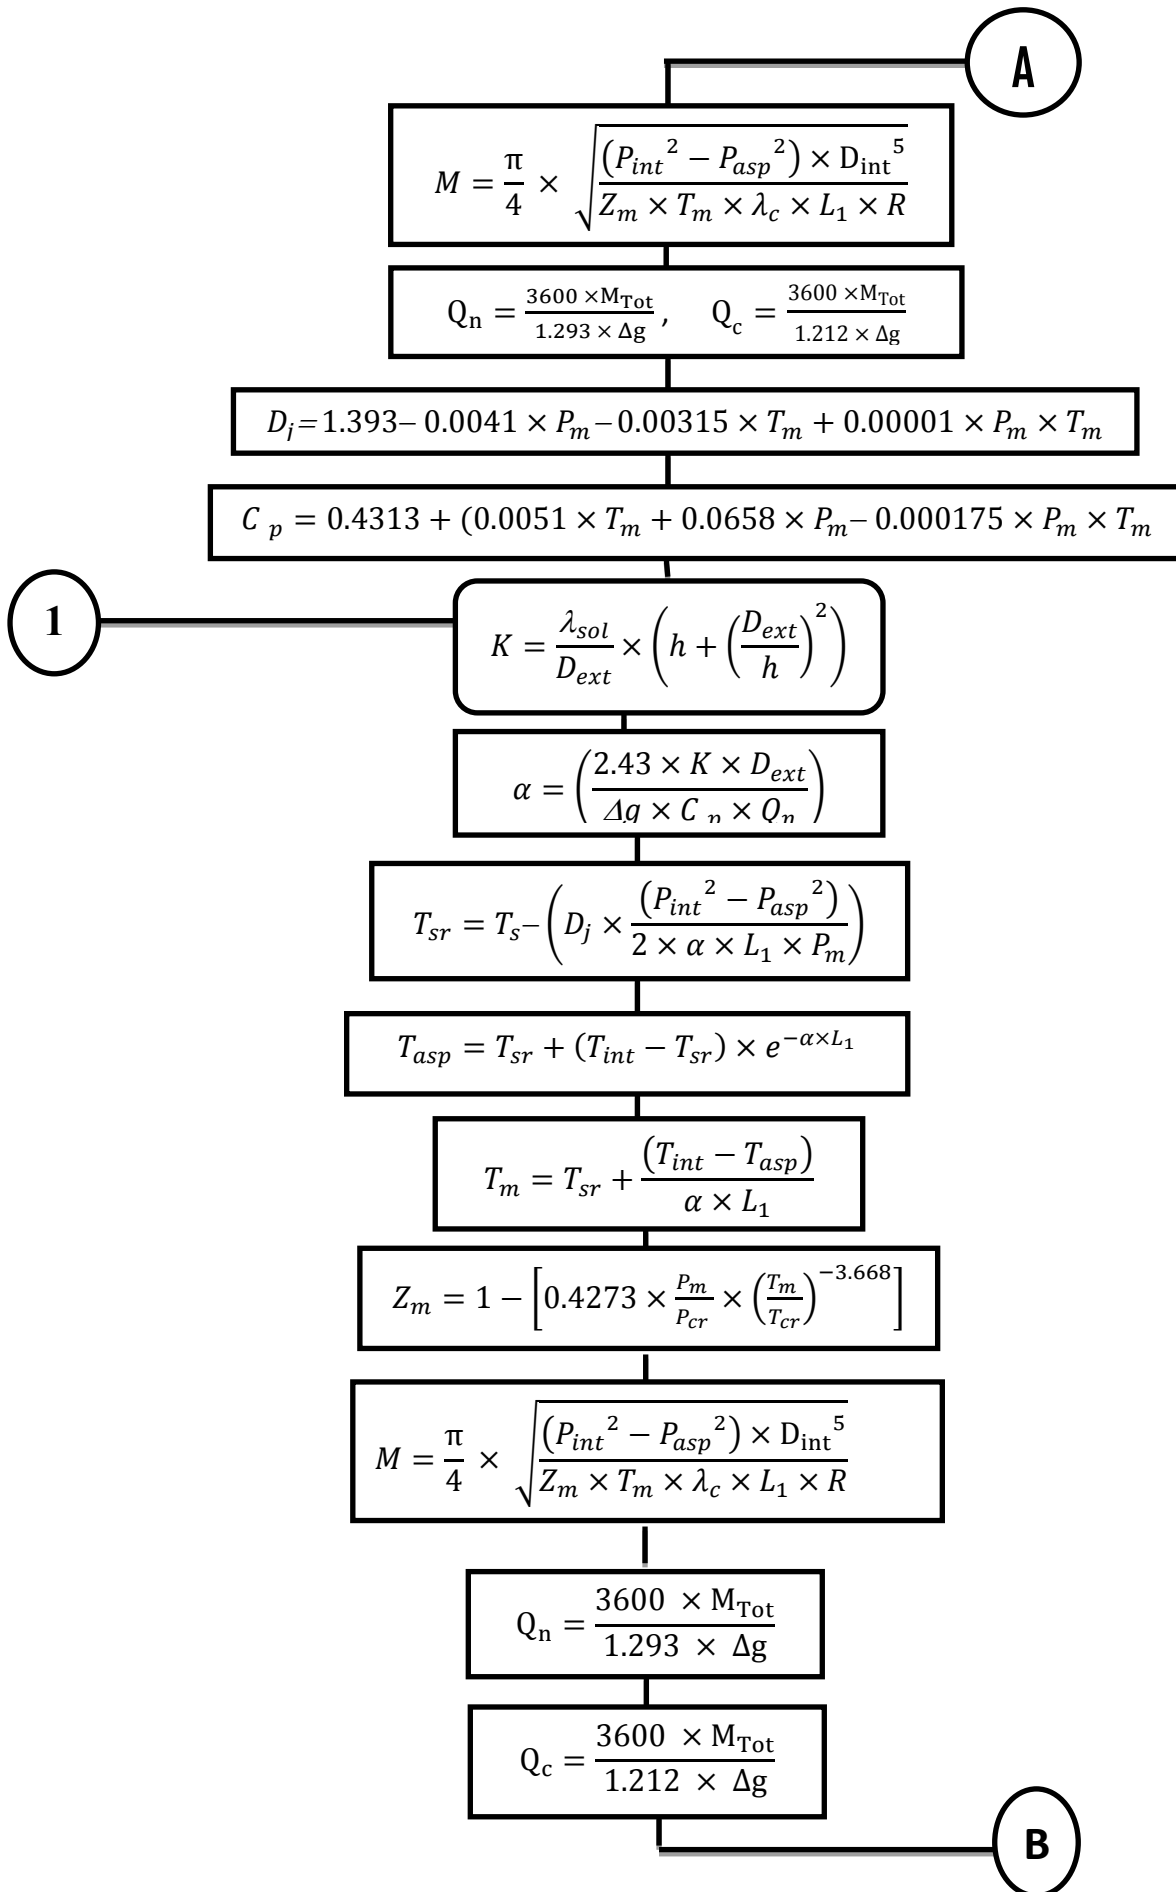 A
M = π/4 × √((P_int² − P_asp²) × D_int⁵ / (Z_m × T_m × λ_c × L₁ × R))
Q_n = (3600 × M_Tot)/(1.293 × Δg), Q_c = (3600 × M_Tot)/(1.212 × Δg)
D_j = 1.393 − 0.0041 × P_m − 0.00315 × T_m + 0.00001 × P_m × T_m
C_p = 0.4313 + (0.0051 × T_m + 0.0658 × P_m − 0.000175 × P_m × T_m
1
K = λ_sol/D_ext × (h + (D_ext/h)²)
α = ((2.43 × K × D_ext)/(Δg × C_p × Q_n))
T_sr = T_s − (D_j × (P_int² − P_asp²)/(2 × α × L₁ × P_m))
T_asp = T_sr + (T_int − T_sr) × e^(−α×L₁)
T_m = T_sr + (T_int − T_asp)/(α × L₁)
Z_m = 1 − [0.4273 × P_m/P_cr × (T_m/T_cr)^(−3.668)]
M = π/4 × √((P_int² − P_asp²) × D_int⁵ / (Z_m × T_m × λ_c × L₁ × R))
Q_n = (3600 × M_Tot)/(1.293 × Δg)
Q_c = (3600 × M_Tot)/(1.212 × Δg)
B